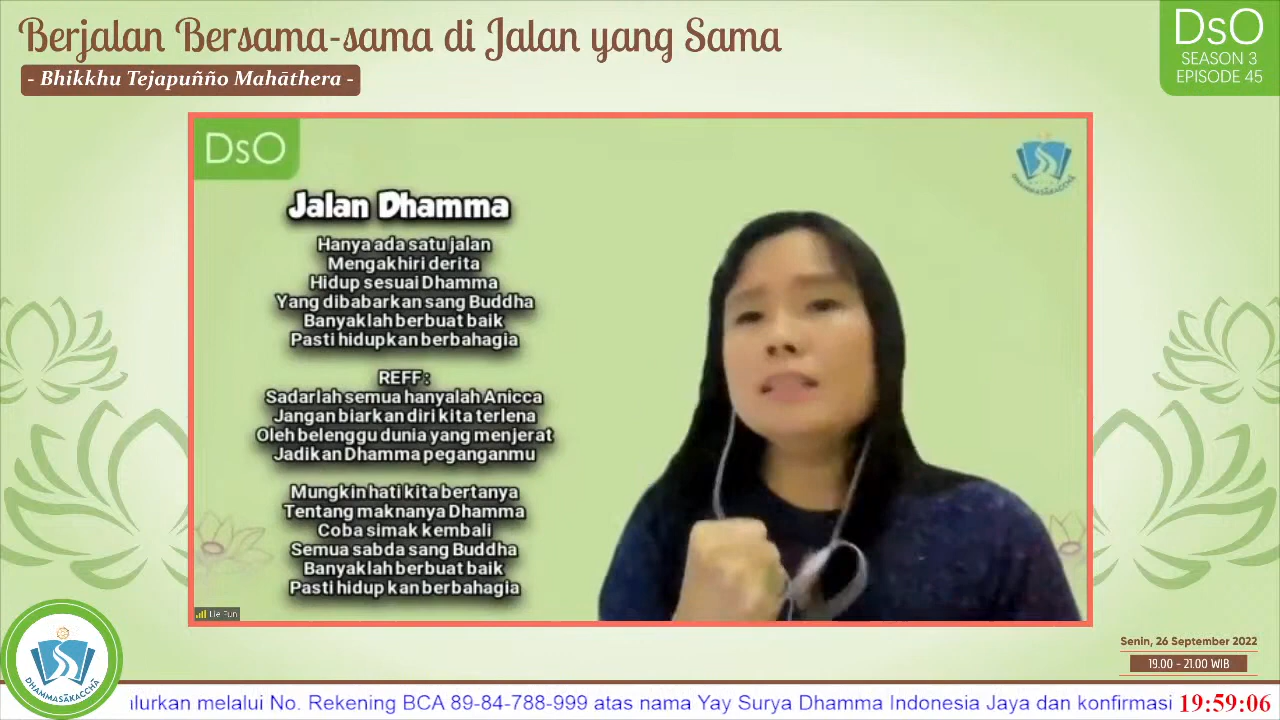 Berjalan Bersama-sama di Jalan yang Sama
- Bhikkhu Tejapuñño Mahāthera -
DsO
SEASON 3
EPISODE 45
DsO
DHAMMASĀKACCHĀ
Jalan Dhamma
Hanya ada satu jalan
Mengakhiri derita
Hidup sesuai Dhamma
Yang dibabarkan sang Buddha
Banyaklah berbuat baik
Pasti hidupkan berbahagia
REFF :
Sadarlah semua hanyalah Anicca
Jangan biarkan diri kita terlena
Oleh belenggu dunia yang menjerat
Jadikan Dhamma peganganmu
Mungkin hati kita bertanya
Tentang maknanya Dhamma
Coba simak kembali
Semua sabda sang Buddha
Banyaklah berbuat baik
Pasti hidup kan berbahagia
Lie Fun
DHAMMASĀKACCHĀ
Senin, 26 September 2022
19.00 - 21.00 WIB
alurkan melalui No. Rekening BCA 89-84-788-999 atas nama Yay Surya Dhamma Indonesia Jaya dan konfirmasi
19:59:06